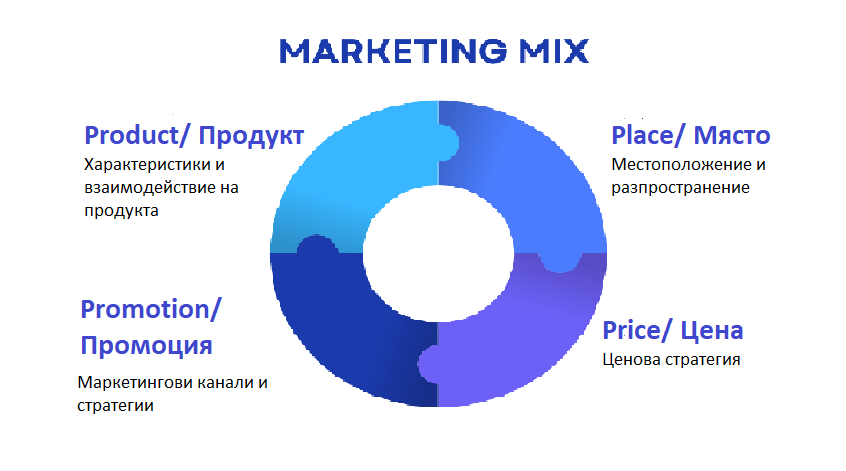 MARKETING MIX
Product/ Продукт
Характеристики и
взаимодействие на
продукта
Place/ Място
Местоположение и
разпространение
Promotion/
Промоция
Маркетингови канали и
стратегии
Price/ Цена
Ценова стратегия